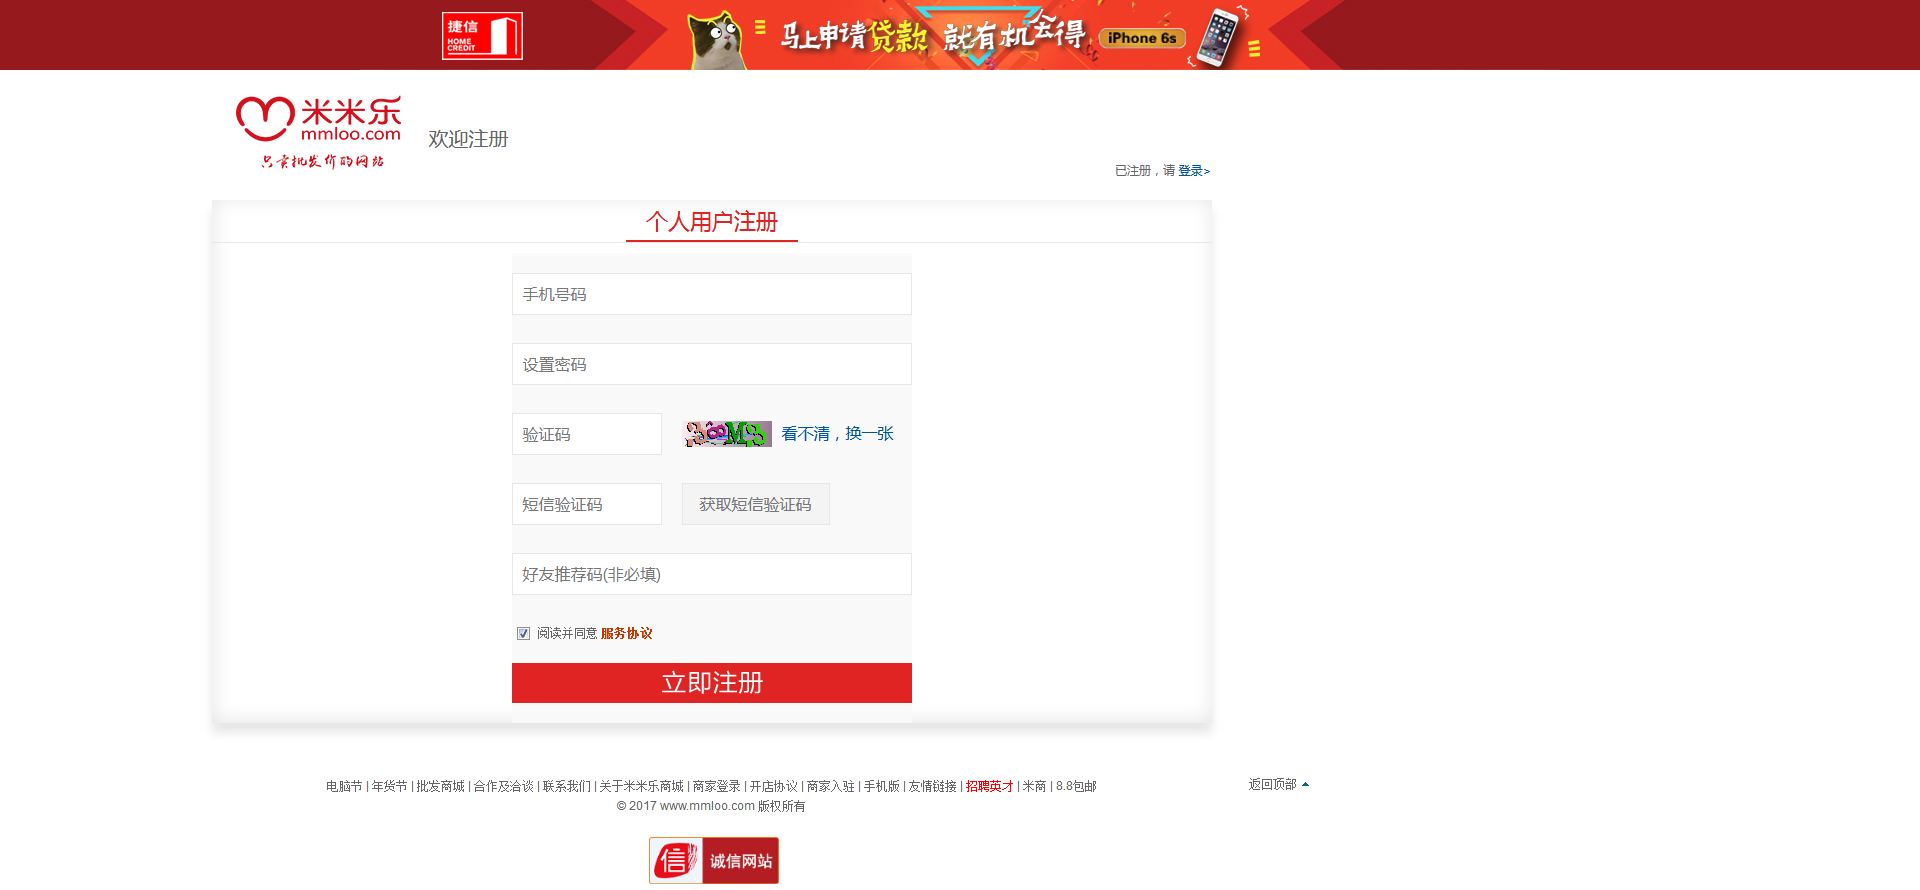 捷信
HOME
CREDIT
马上申请贷款 就有机会得
iPhone 6s
米米乐
mmloo.com
只卖批发价的网站
欢迎注册
已注册，请 登录>
个人用户注册
手机号码
设置密码
验证码
看不清，换一张
短信验证码
获取短信验证码
好友推荐码(非必填)
阅读并同意 服务协议
立即注册
电脑节 | 年货节 | 批发商城 | 合作及洽谈 | 联系我们 | 关于米米乐商城 | 商家登录 | 开店协议 | 商家入驻 | 手机版 | 友情链接 | 招聘英才 | 米商 | 8.8包邮
返回顶部
© 2017 www.mmloo.com 版权所有
信 诚信网站